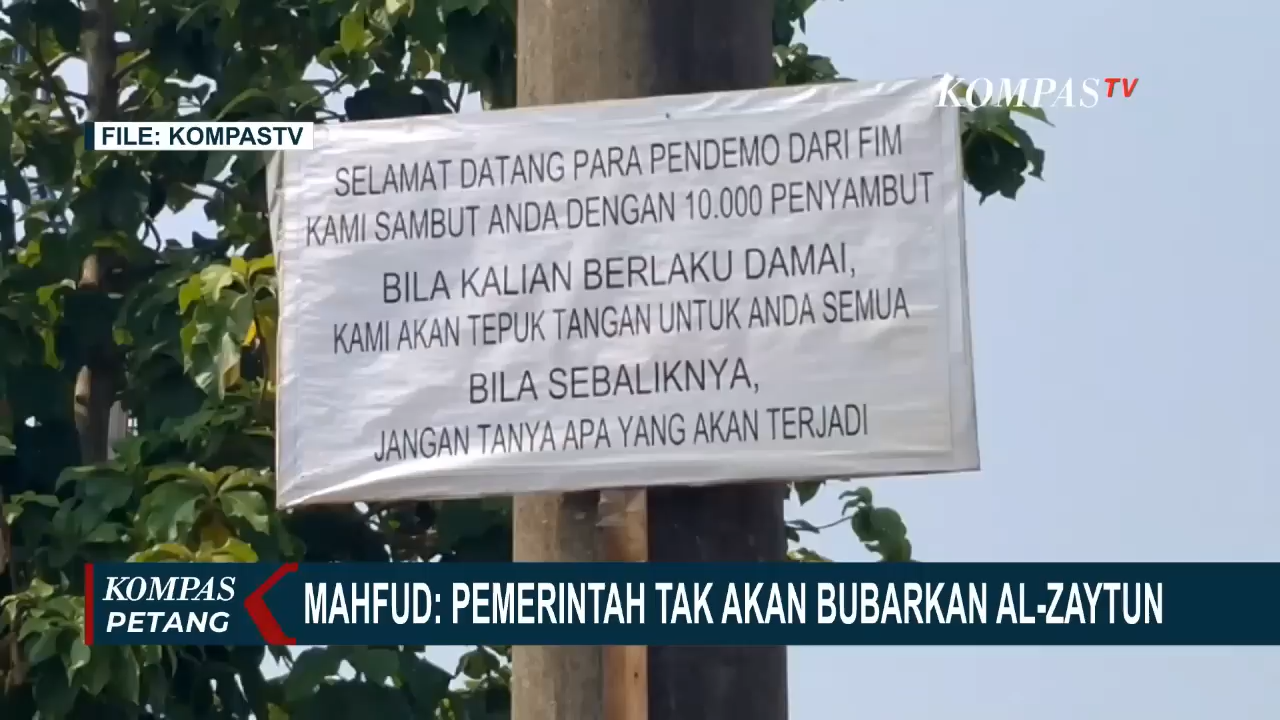 KOMPASTV
FILE: KOMPASTV
SELAMAT DATANG PARA PENDEMO DARI FIM
KAMI SAMBUT ANDA DENGAN 10.000 PENYAMBUT
BILA KALIAN BERLAKU DAMAI,
KAMI AKAN TEPUK TANGAN UNTUK ANDA SEMUA
BILA SEBALIKNYA,
JANGAN TANYA APA YANG AKAN TERJADI
KOMPAS
PETANG
MAHFUD: PEMERINTAH TAK AKAN BUBARKAN AL-ZAYTUN